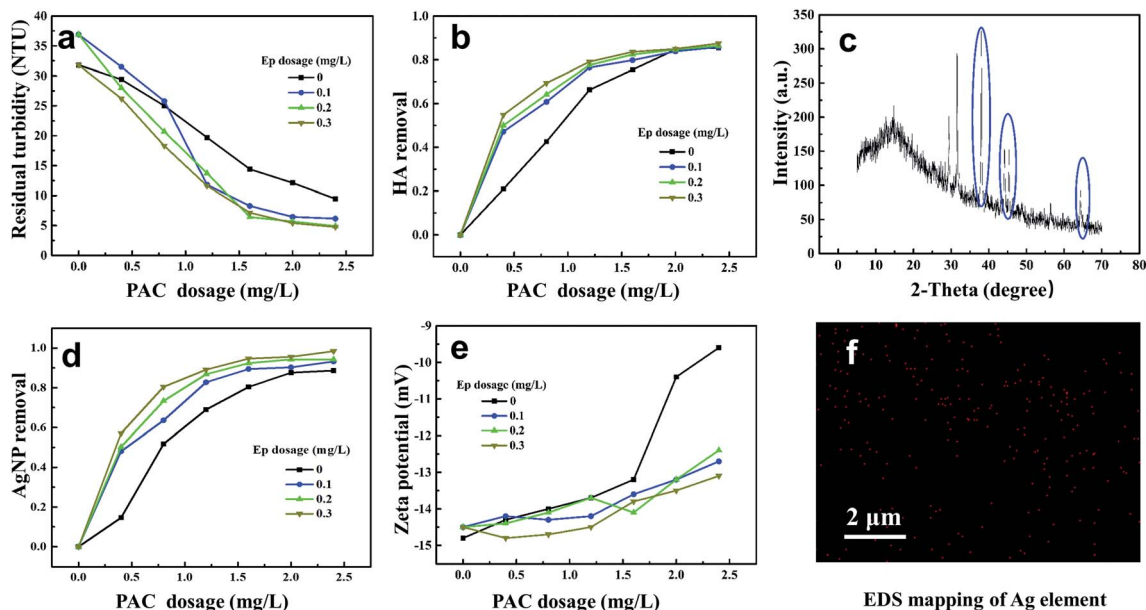 a
Residual turbidity (NTU)
40
35
30
25
20
15
10
5
0
Ep dosage (mg/L)
0
0.1
0.2
0.3
0.0 0.5 1.0 1.5 2.0 2.5
PAC dosage (mg/L)
b
HA removal
1.0
0.8
0.6
0.4
0.2
0.0
Ep dosage (mg/L)
0
0.1
0.2
0.3
0.0 0.5 1.0 1.5 2.0 2.5
PAC dosage (mg/L)
c
Intensity (a.u.)
350
300
250
200
150
100
50
0
0 10 20 30 40 50 60 70 80
2-Theta (degree)
d
AgNP removal
1.0
0.8
0.6
0.4
0.2
0.0
Ep dosage (mg/L)
0
0.1
0.2
0.3
0.0 0.5 1.0 1.5 2.0 2.5
PAC dosage (mg/L)
e
Zeta potential (mV)
-9
-10
-11
-12
-13
-14
-15
Ep dosage (mg/L)
0
0.1
0.2
0.3
0.0 0.5 1.0 1.5 2.0 2.5
PAC dosage (mg/L)
f
2 μm
EDS mapping of Ag element